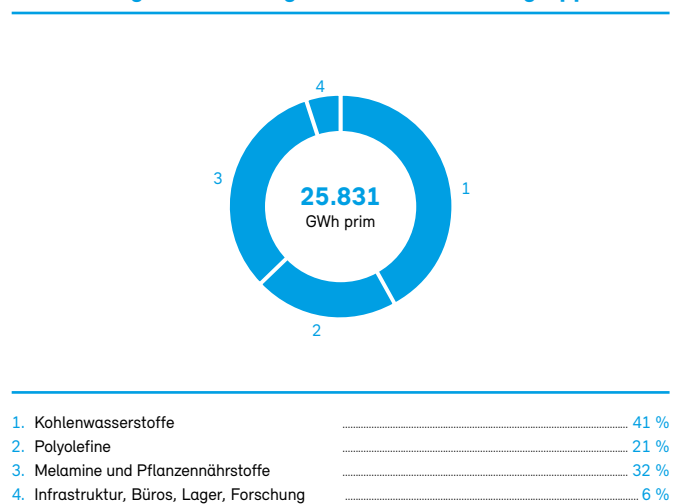 4
3
1
25.831
GWh prim
2
1. Kohlenwasserstoffe 41 %
2. Polyolefine 21 %
3. Melamine und Pflanzennährstoffe 32 %
4. Infrastruktur, Büros, Lager, Forschung 6 %